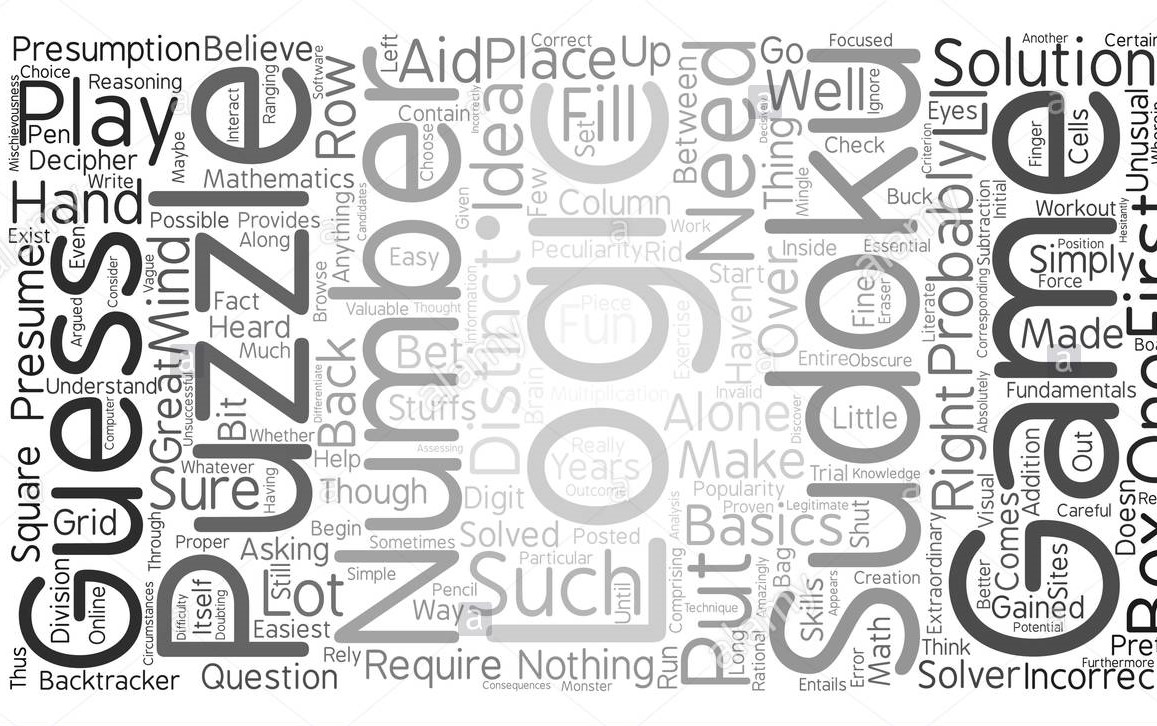 Presumption
Believe
Choice
Reasoning
Mischievousness
Play
Pen
Decipher
Maybe
Write
Mathematics
Hand
Possible
Provides
Along
Exist
Even
Guess
Argued
Consider
Vague
Mind
Great
Presume
Square
Understand
Unsuccessful
Computer
Grid
Division
Online
Thus
Backtracker
Circumstances
Through
Puzzle
Interact
Ranging
Software
Row
Left
Fact
Heard
Much
Browse
Anything
Candidates
Bit
Whether
Differentiate
Back
Whatever
Sure
Having
Help
Though
Begin
Proper
Asking
Still
Lot
Easiest
Difficulty
Itself
Doubting
Question
Rely
Number
Aid
Contain
Incorrectly
Choose
Given
Easy
Valuable
Thought
Information
Bet
Stuffs
Assessing
Sometimes
Simple
Pencil
Way
Require
Nothing
Consequences
Monster
Place
Correct
Up
Idea
Distinct
Digit
Solved
Such
Particular
Posted
Until
Logic
Fill
Set
Few
Column
Peculiarity
Rid
Work
Piece
Fun
Exercise
Multiplication
Brain
Really
Years
Outcome
Between
Need
Decisively
Start
Havent
Invalid
Alone
Make
Discover
Popularity
Proven
Legitimate
Analysis
Comprising
Basics
Put
Technique
Amazingly
Bag
Long
Rational
Run
Go
Well
Focused
Ignore
Thing
Mingle
Check
Buck
Inside
Essential
Over
Fine
Eraser
Entire
Obscure
Sudoku
Little
Trial
Knowledge
Shut
Skills
Appears
Creation
Math
Error
Entails
Solution
Another
Certain
Eyes
Criterion
Probably
Literate
Subtraction
Initial
Corresponding
Absolutely
Right
Extraordinary
Think
Solver
Incorrec
Game
Finger
Cells
Unusual
Wherein
Hesitantly
Workout
Position
Simply
Force
First
Made
Fundamentals
Addition
Out
Visual
Comes
Careful
Doesn
Better
Sites
Gained
Potential
One
Box
Furthermore
alamy
a